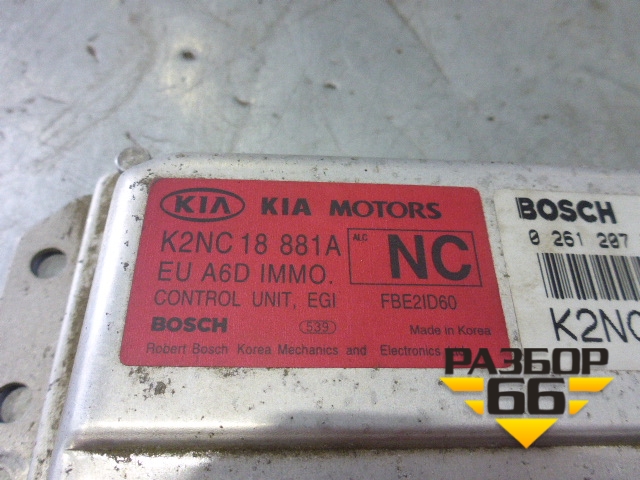 KIA KIA MOTORS
K2NC 18 881A
ALC NC
EU A6D IMMO.
CONTROL UNIT, EGI FBE2ID60
BOSCH 539 Made in Korea
Robert Bosch Korea Mechanics and Electronics
BOSCH
0 261 207
K2NC
РАЗБОР
66